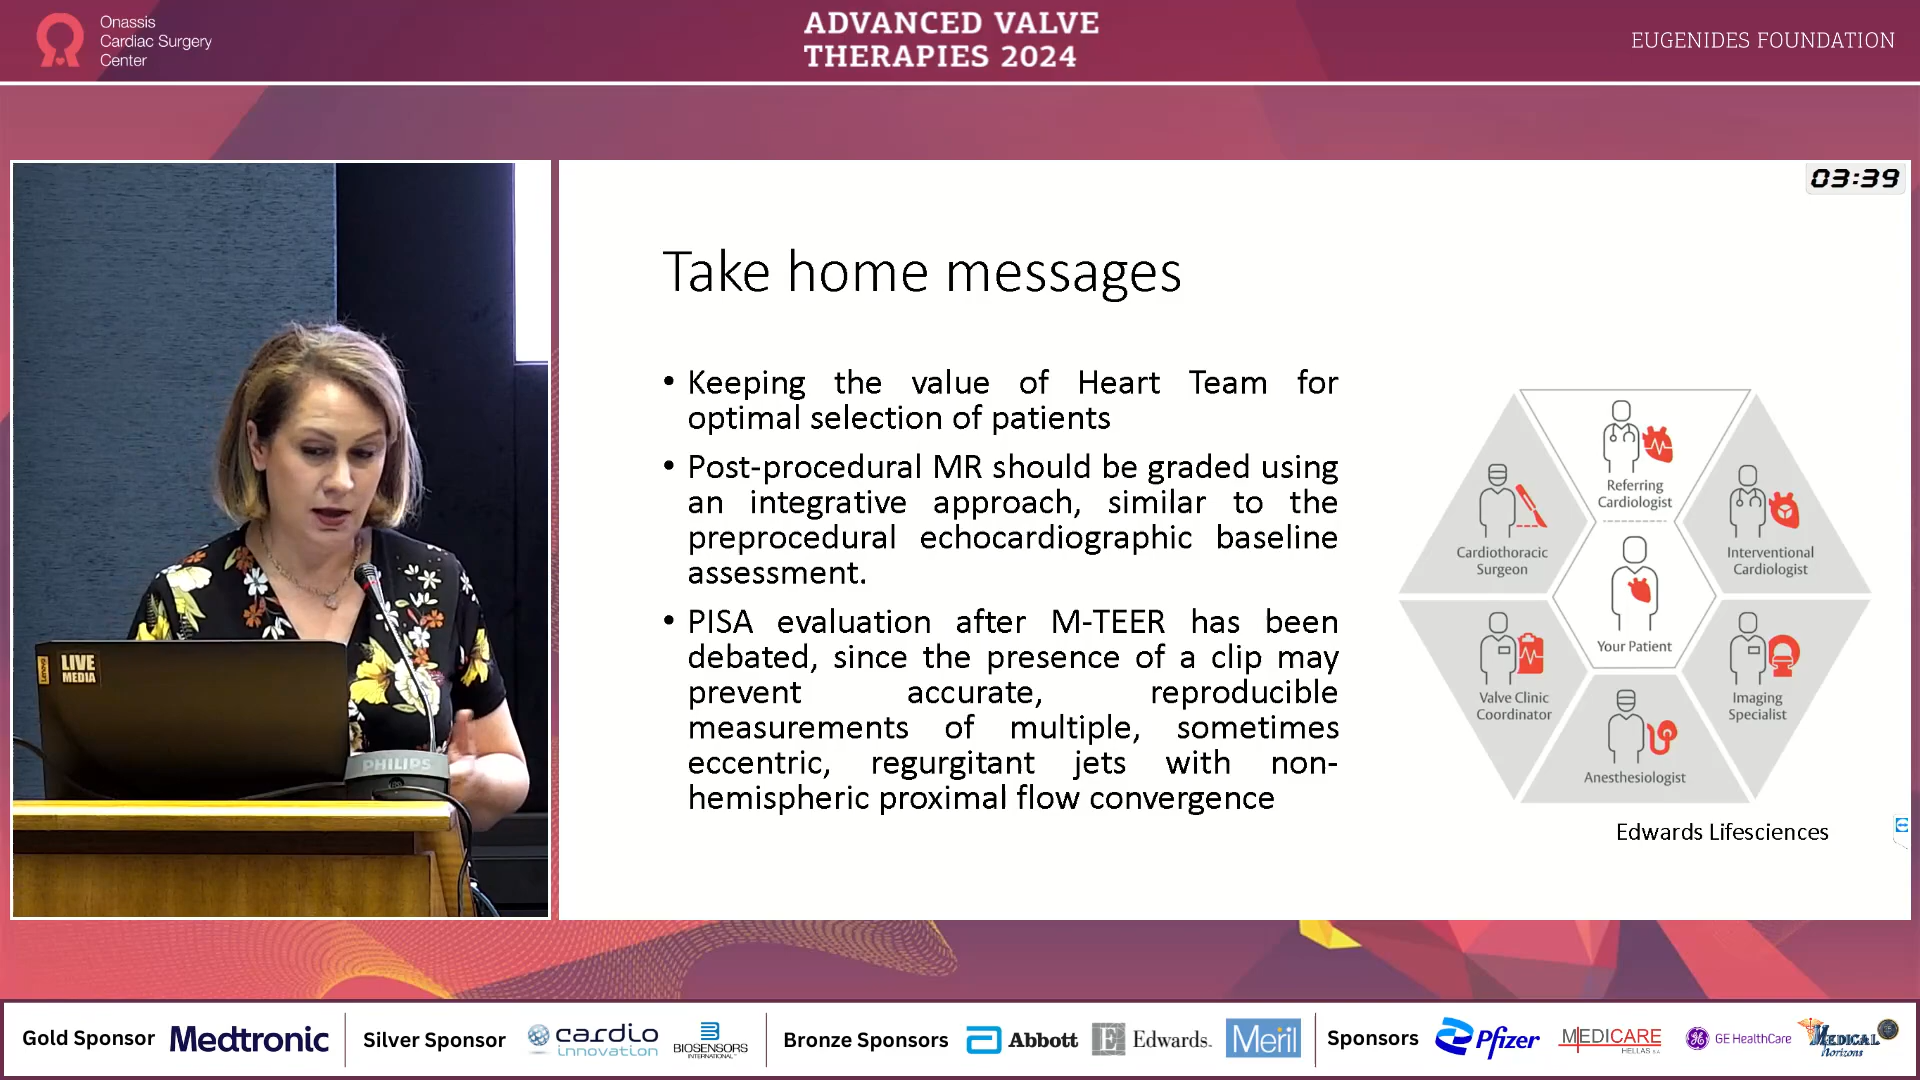 Onassis
Cardiac Surgery
Center
ADVANCED VALVE
THERAPIES 2024
EUGENIDES FOUNDATION
03:39
Take home messages
• Keeping the value of Heart Team for
optimal selection of patients
• Post-procedural MR should be graded using
an integrative approach, similar to the
preprocedural echocardiographic baseline
assessment.
• PISA evaluation after M-TEER has been
debated, since the presence of a clip may
prevent accurate, reproducible
measurements of multiple, sometimes
eccentric, regurgitant jets with non-
hemispheric proximal flow convergence
Referring
Cardiologist
Cardiothoracic
Surgeon
Interventional
Cardiologist
Your Patient
Valve Clinic
Coordinator
Imaging
Specialist
Anesthesiologist
Edwards Lifesciences
Lenovo
LIVE
MEDIA
PHILIPS
Gold Sponsor
Medtronic
Silver Sponsor
cardio
innovation
BIOSENSORS
INTERNATIONAL™
Bronze Sponsors
Abbott
E Edwards.
Meril
Sponsors
Pfizer
MEDICARE
HELLAS S.A.
GE HealthCare
MEDICAL
Horizons